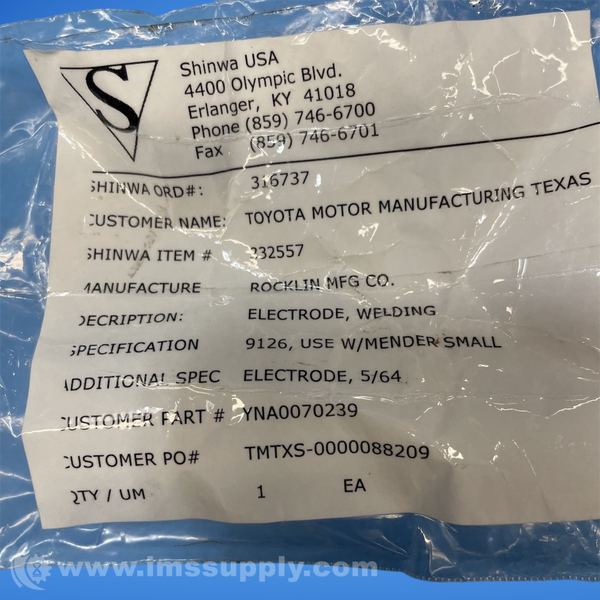 S
Shinwa USA
4400 Olympic Blvd.
Erlanger, KY 41018
Phone (859) 746-6700
Fax (859) 746-6701
SHINWA ORD#: 316737
CUSTOMER NAME: TOYOTA MOTOR MANUFACTURING TEXAS
SHINWA ITEM # 232557
MANUFACTURE ROCKLIN MFG CO.
DECRIPTION: ELECTRODE, WELDING
SPECIFICATION 9126, USE W/MENDER SMALL
ADDITIONAL SPEC ELECTRODE, 5/64
CUSTOMER PART # YNA0070239
CUSTOMER PO# TMTXS-0000088209
QTY / UM 1 EA
www.imssupply.com